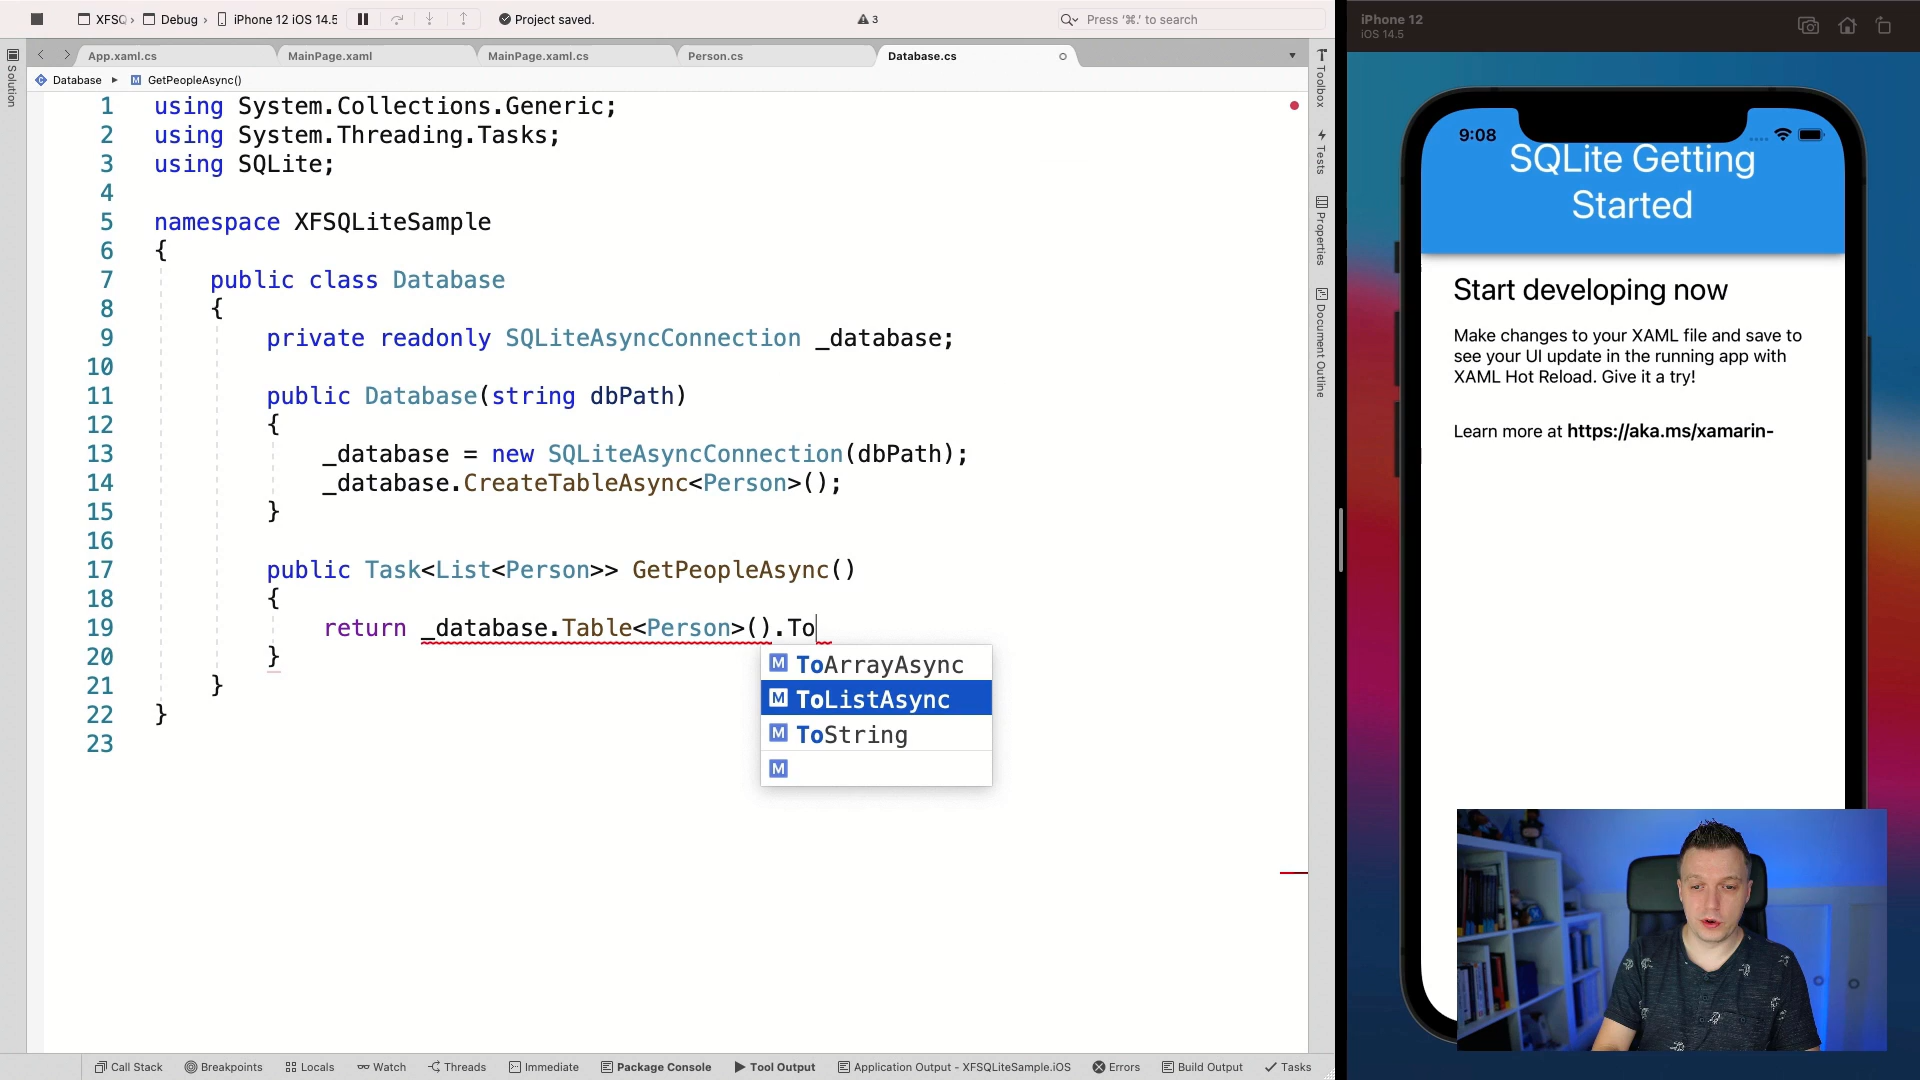 XFSQ
Debug
iPhone 12 iOS 14.5
Project saved.
3
Press '⌘.' to search
App.xaml.cs
MainPage.xaml
MainPage.xaml.cs
Person.cs
Database.cs
Database
GetPeopleAsync()
Solution
1 using System.Collections.Generic;
2 using System.Threading.Tasks;
3 using SQLite;
4
5 namespace XFSQLiteSample
6 {
7 public class Database
8 {
9 private readonly SQLiteAsyncConnection _database;
10
11 public Database(string dbPath)
12 {
13 _database = new SQLiteAsyncConnection(dbPath);
14 _database.CreateTableAsync<Person>();
15 }
16
17 public Task<List<Person>> GetPeopleAsync()
18 {
19 return _database.Table<Person>().To
20 }
21 }
22 }
23
M ToArrayAsync
M ToListAsync
M ToString
M
Toolbox
Tests
Properties
Document Outline
Call Stack
Breakpoints
Locals
Watch
Threads
Immediate
Package Console
Tool Output
Application Output - XFSQLiteSample.iOS
Errors
Build Output
Tasks
iPhone 12
iOS 14.5
9:08
SQLite Getting
Started
Start developing now
Make changes to your XAML file and save to
see your UI update in the running app with
XAML Hot Reload. Give it a try!
Learn more at https://aka.ms/xamarin-